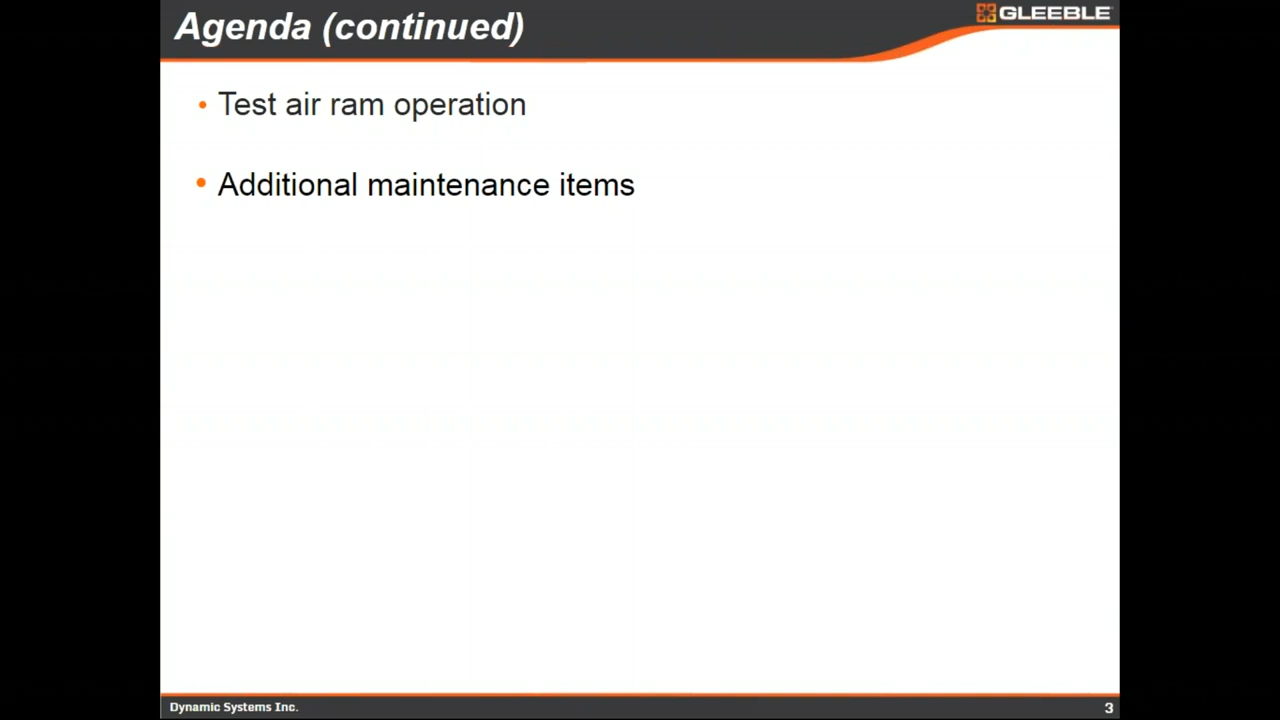 Agenda (continued)
GLEEBLE
• Test air ram operation
• Additional maintenance items
Dynamic Systems Inc.
3